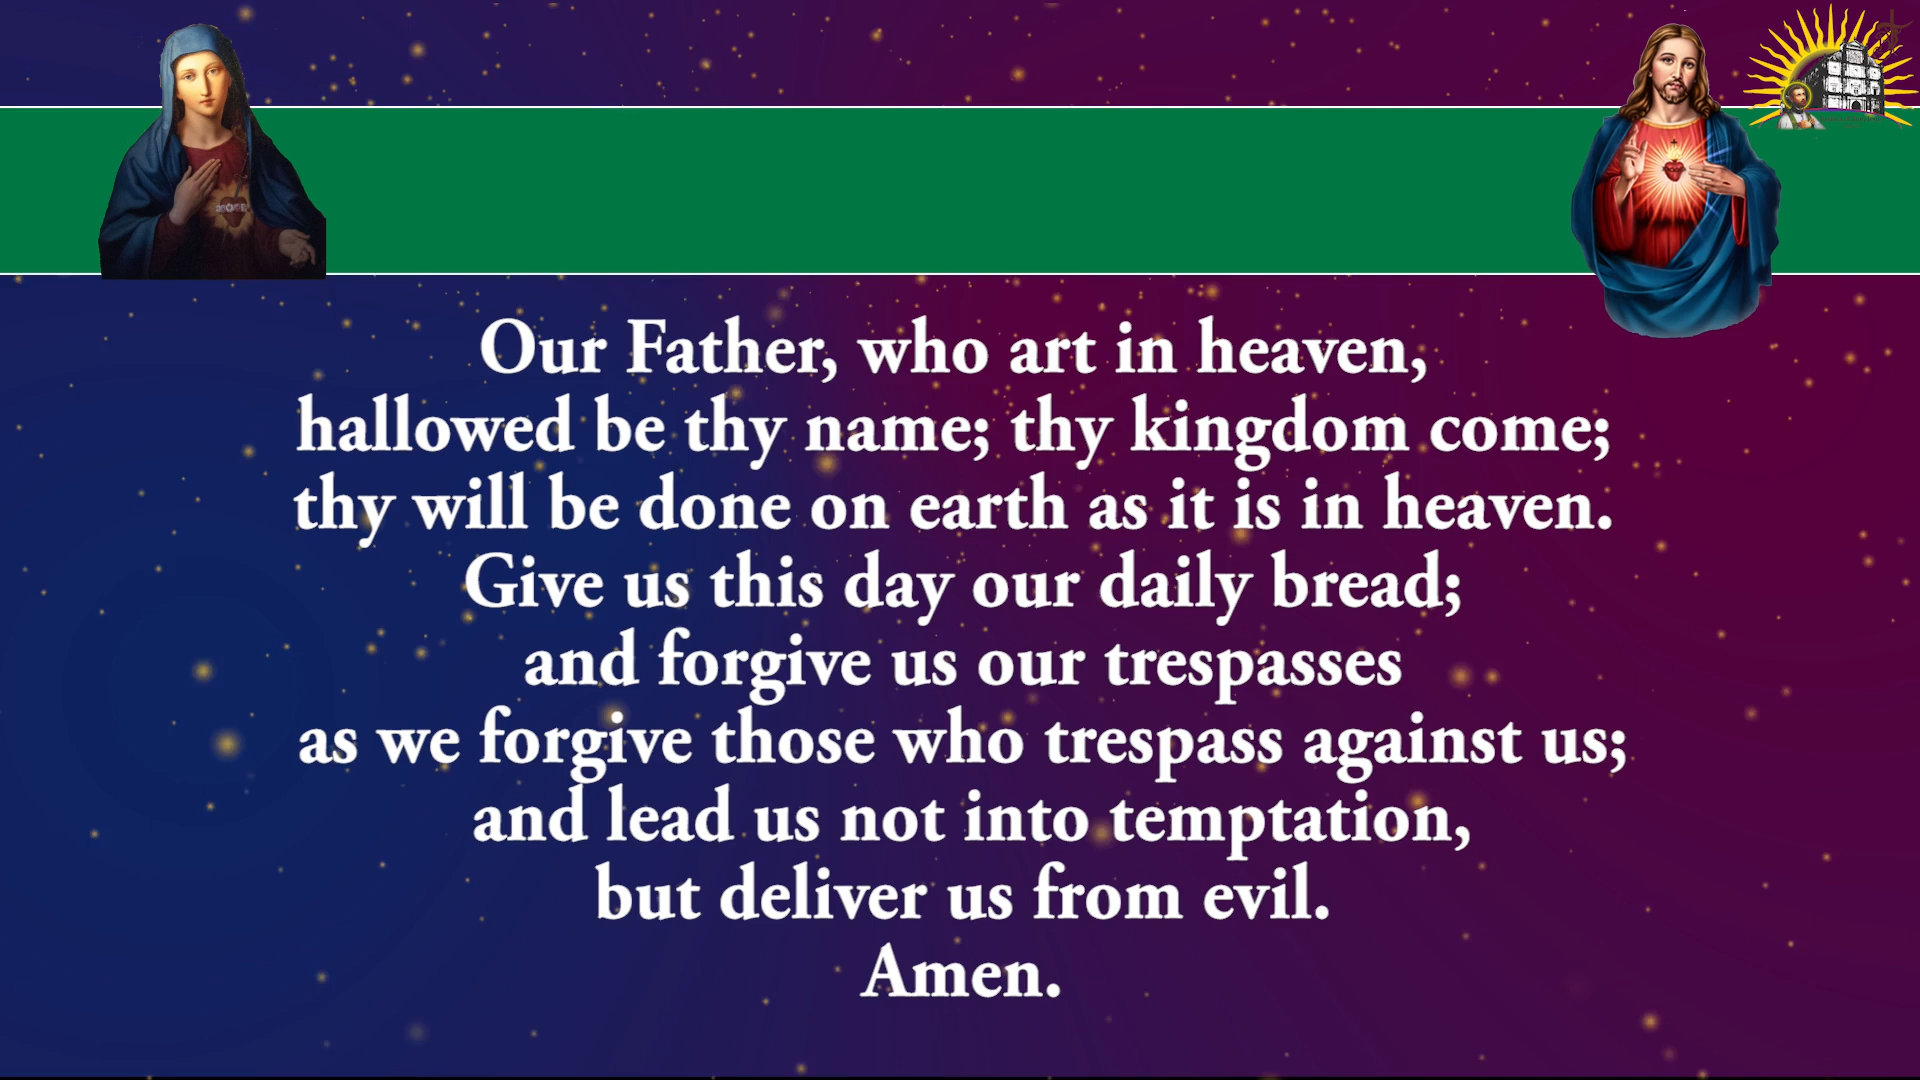 Our Father, who art in heaven,
hallowed be thy name; thy kingdom come;
thy will be done on earth as it is in heaven.
Give us this day our daily bread;
and forgive us our trespasses
as we forgive those who trespass against us;
and lead us not into temptation,
but deliver us from evil.
Amen.